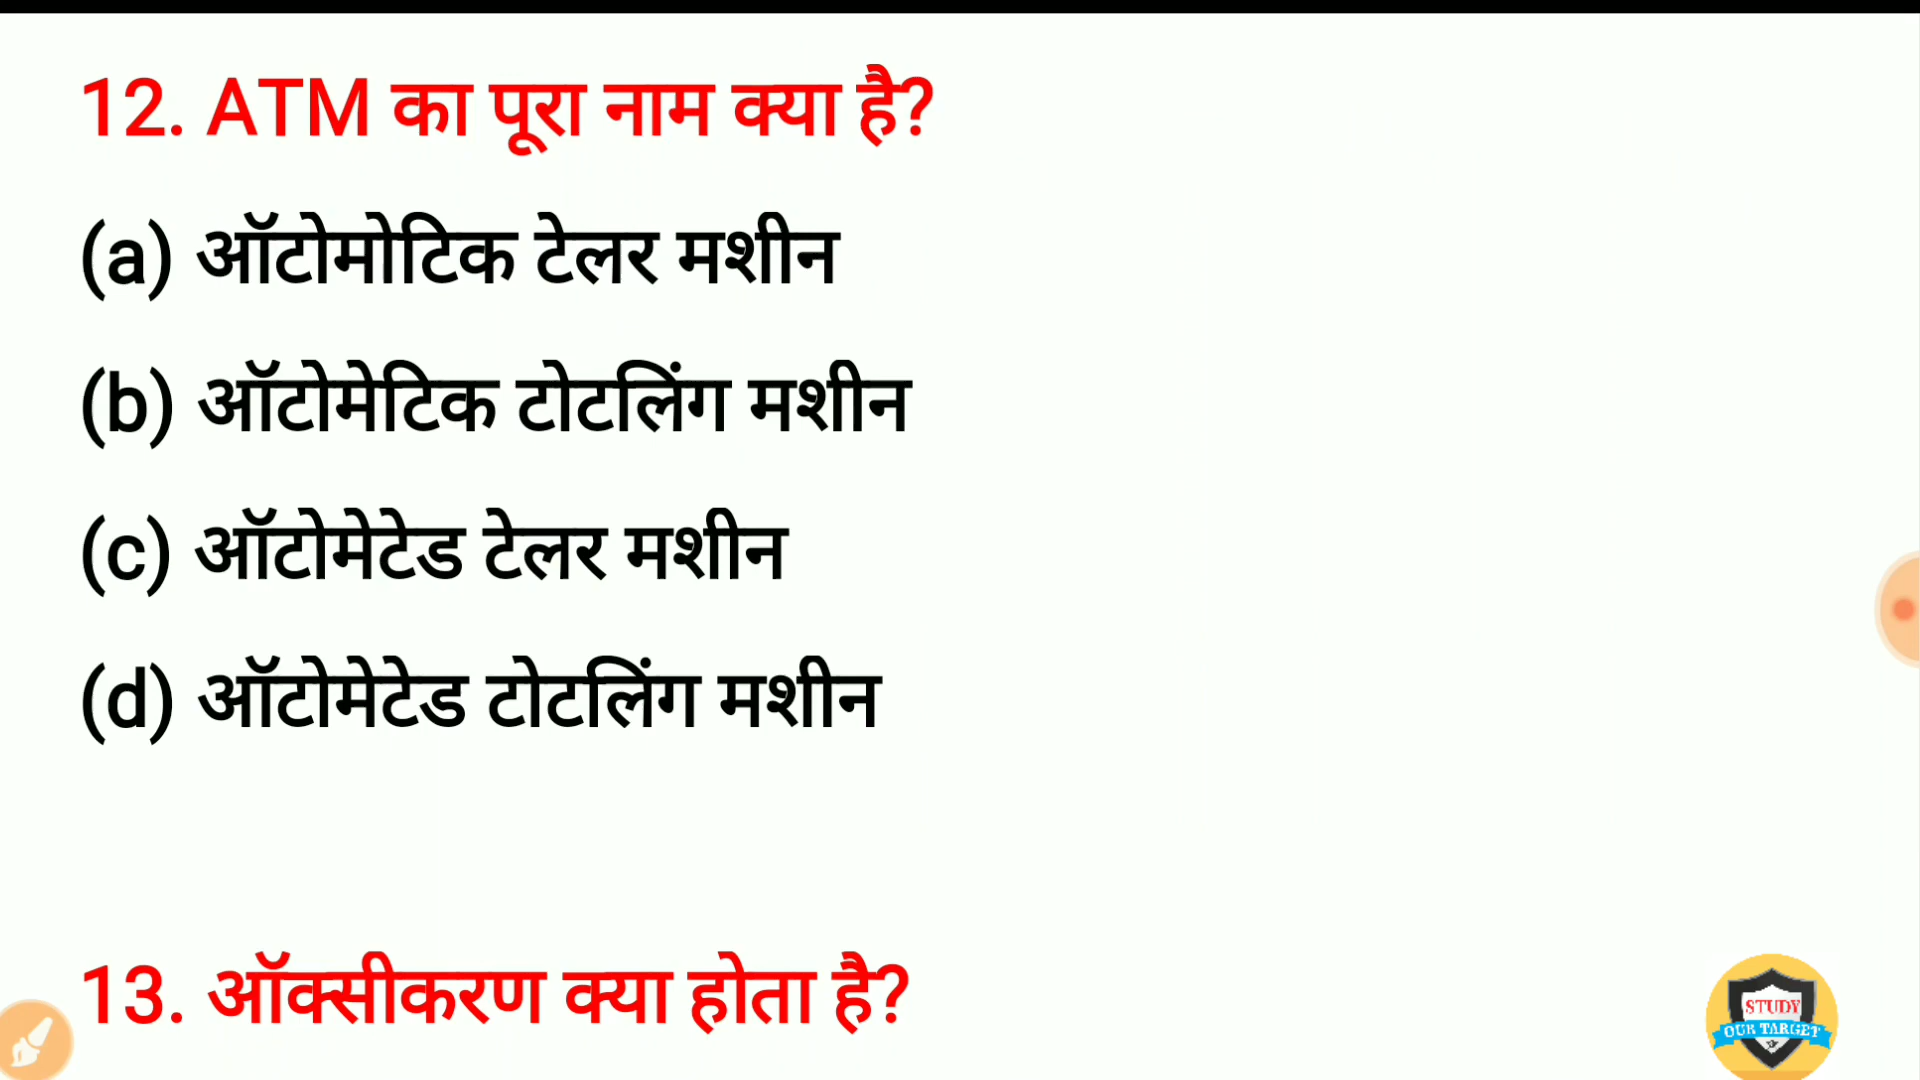 12. ATM का पूरा नाम क्या है?
(a) ऑटोमोटिक टेलर मशीन
(b) ऑटोमेटिक टोटलिंग मशीन
(c) ऑटोमेटेड टेलर मशीन
(d) ऑटोमेटेड टोटलिंग मशीन
13. ऑक्सीकरण क्या होता है?
STUDY
OUR TARGET